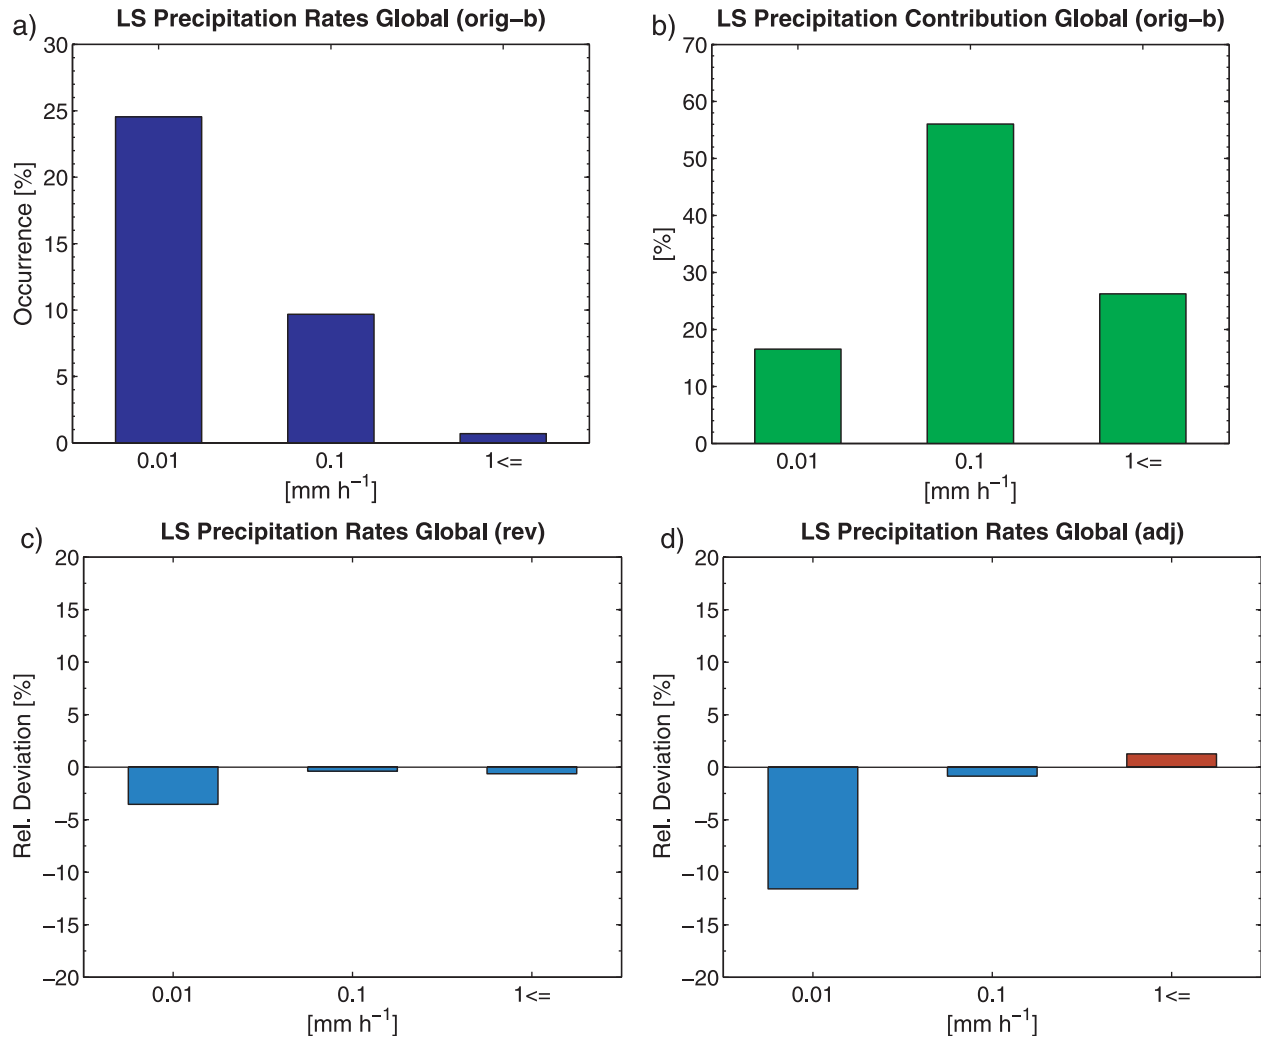 a)
LS Precipitation Rates Global (orig–b)
30
25
20
15
10
5
0
Occurrence [%]
0.01 0.1 1<=
[mm h⁻¹]
b)
LS Precipitation Contribution Global (orig–b)
70
60
50
40
30
20
10
0
[%]
0.01 0.1 1<=
[mm h⁻¹]
c)
LS Precipitation Rates Global (rev)
20
15
10
5
0
−5
−10
−15
−20
Rel. Deviation [%]
0.01 0.1 1<=
[mm h⁻¹]
d)
LS Precipitation Rates Global (adj)
20
15
10
5
0
−5
−10
−15
−20
Rel. Deviation [%]
0.01 0.1 1<=
[mm h⁻¹]